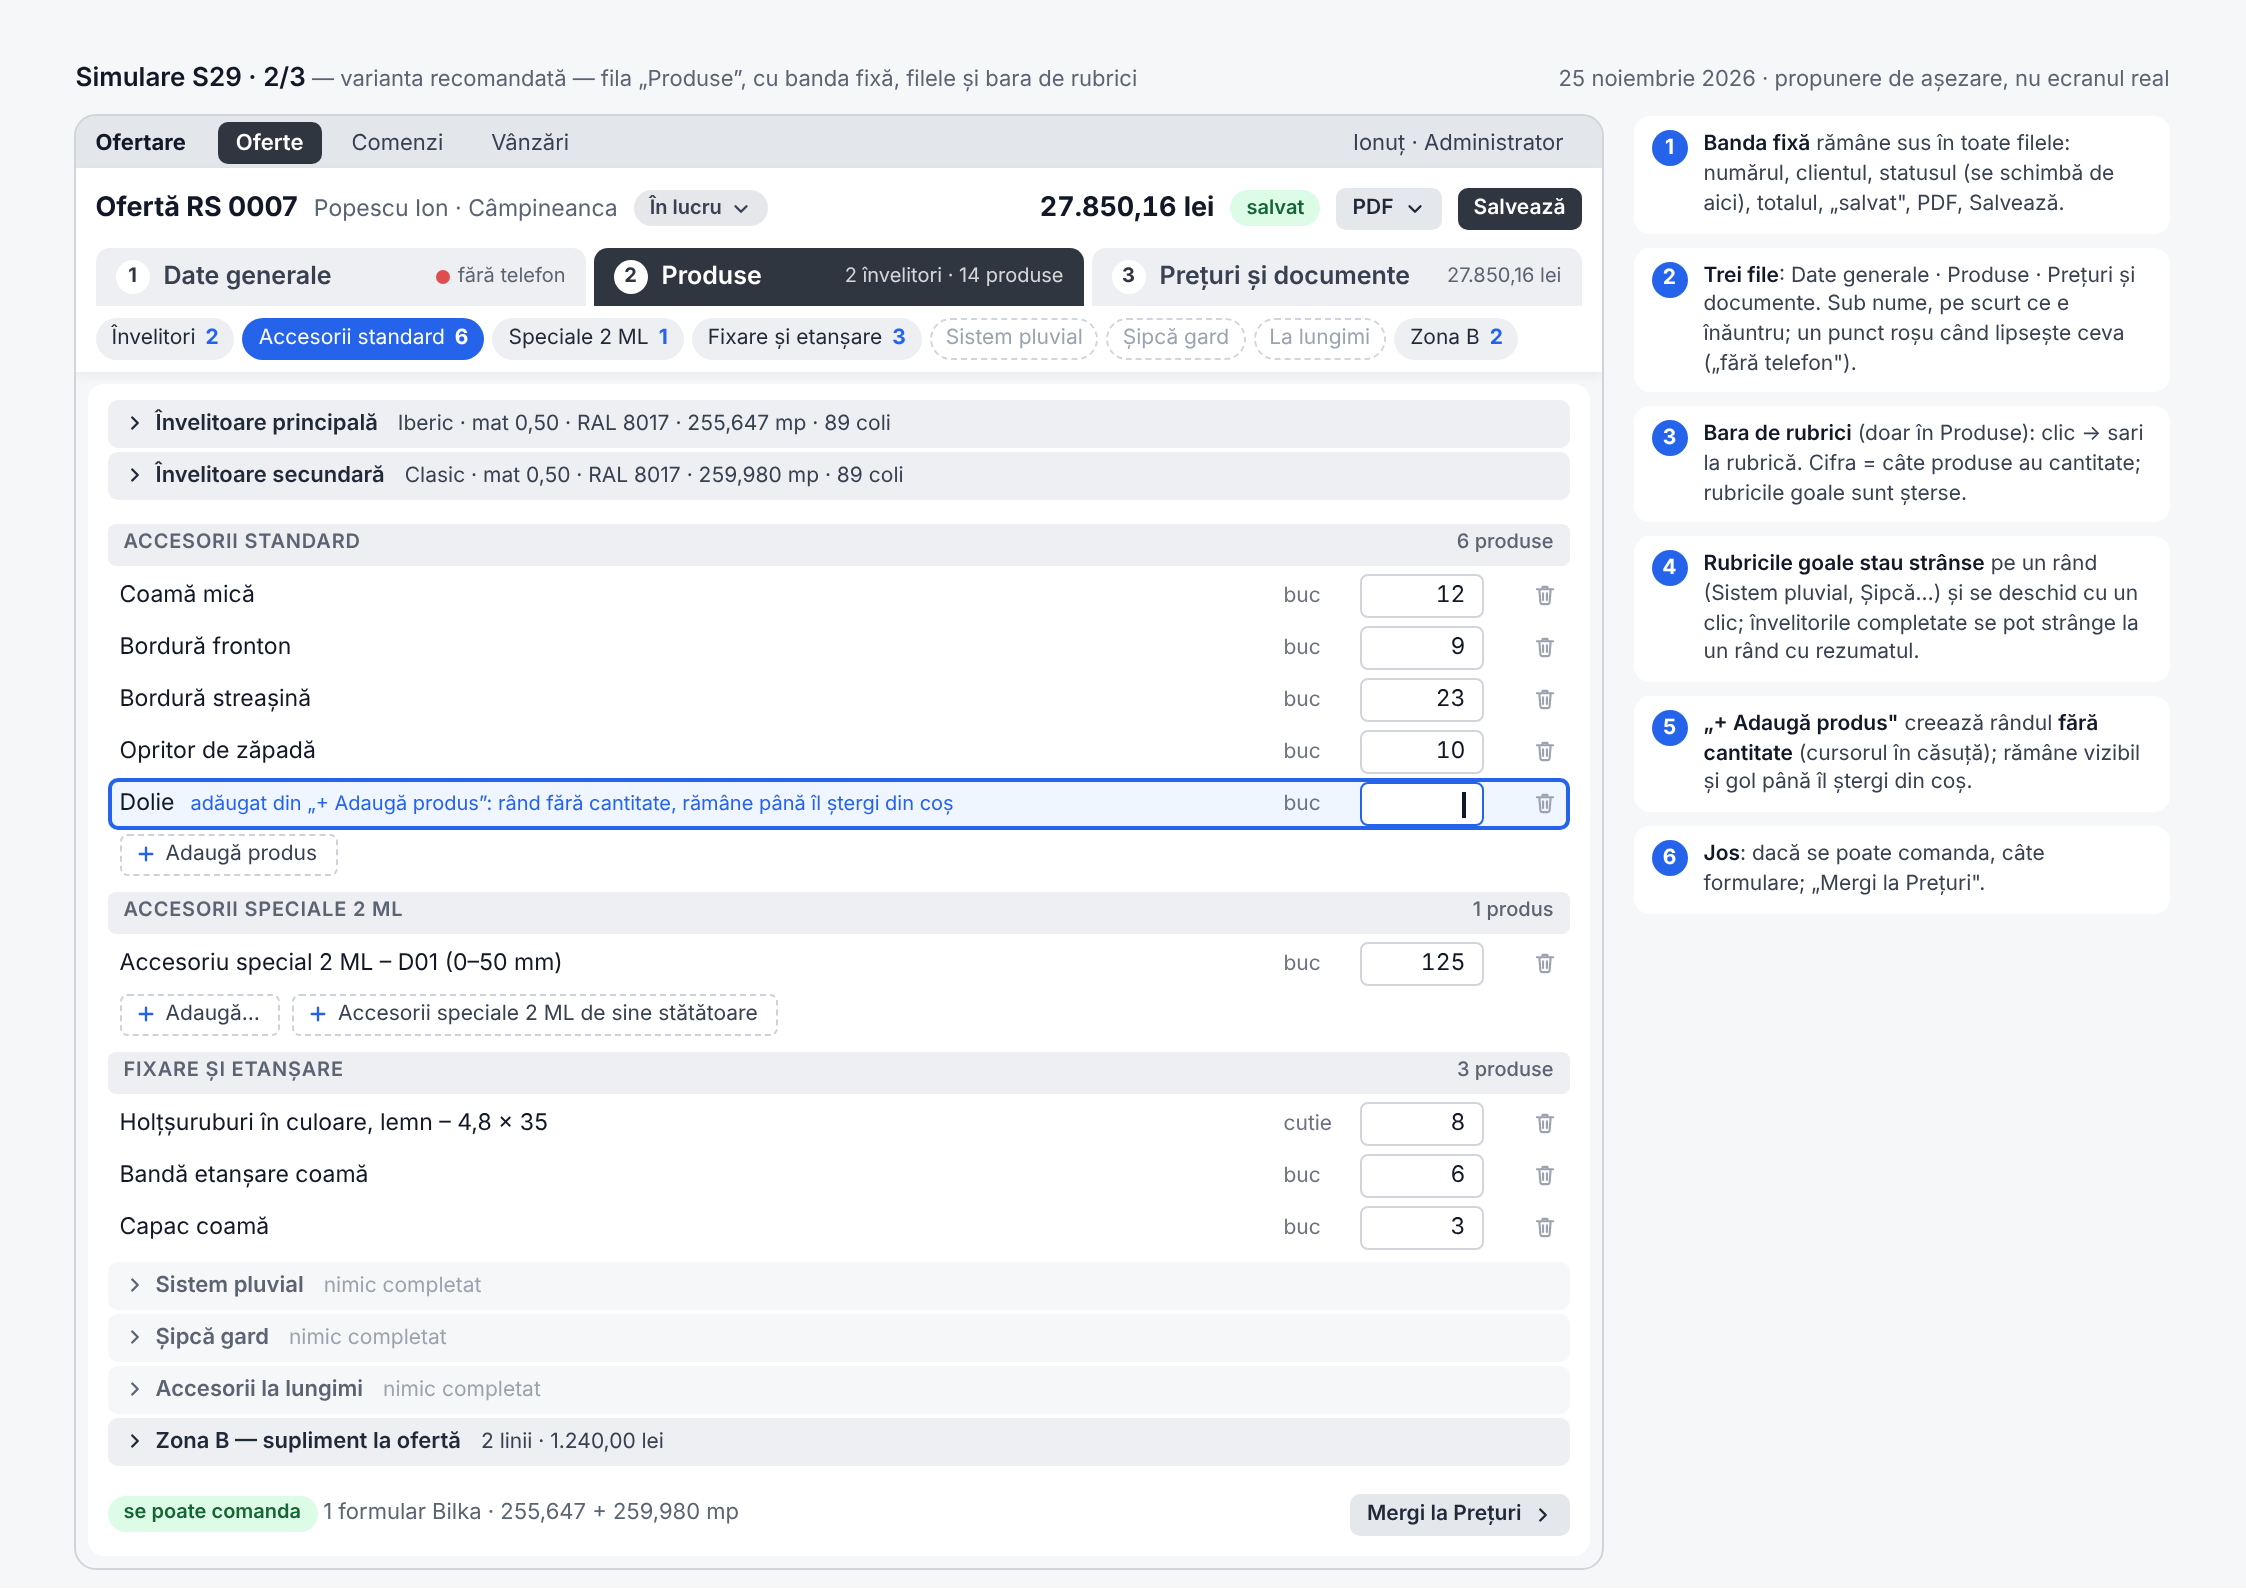 Simulare S29 · 2/3 — varianta recomandată — fila „Produse”, cu banda fixă, filele și bara de rubrici
25 noiembrie 2026 · propunere de așezare, nu ecranul real
Ofertare Oferte Comenzi Vânzări Ionuț · Administrator
Ofertă RS 0007 Popescu Ion · Câmpineanca În lucru 27.850,16 lei salvat PDF Salvează
1 Date generale fără telefon 2 Produse 2 învelitori · 14 produse 3 Prețuri și documente 27.850,16 lei
Învelitori 2 Accesorii standard 6 Speciale 2 ML 1 Fixare și etanșare 3 Sistem pluvial Șipcă gard La lungimi Zona B 2
Învelitoare principală Iberic · mat 0,50 · RAL 8017 · 255,647 mp · 89 coli
Învelitoare secundară Clasic · mat 0,50 · RAL 8017 · 259,980 mp · 89 coli
ACCESORII STANDARD 6 produse
Coamă mică buc 12
Bordură fronton buc 9
Bordură streașină buc 23
Opritor de zăpadă buc 10
Dolie adăugat din „+ Adaugă produs”: rând fără cantitate, rămâne până îl ștergi din coș buc
+ Adaugă produs
ACCESORII SPECIALE 2 ML 1 produs
Accesoriu special 2 ML – D01 (0–50 mm) buc 125
+ Adaugă... + Accesorii speciale 2 ML de sine stătătoare
FIXARE ȘI ETANȘARE 3 produse
Holțșuruburi în culoare, lemn – 4,8 × 35 cutie 8
Bandă etanșare coamă buc 6
Capac coamă buc 3
Sistem pluvial nimic completat
Șipcă gard nimic completat
Accesorii la lungimi nimic completat
Zona B — supliment la ofertă 2 linii · 1.240,00 lei
se poate comanda 1 formular Bilka · 255,647 + 259,980 mp Mergi la Prețuri
1 Banda fixă rămâne sus în toate filele:
numărul, clientul, statusul (se schimbă de
aici), totalul, „salvat", PDF, Salvează.
2 Trei file: Date generale · Produse · Prețuri și
documente. Sub nume, pe scurt ce e
înăuntru; un punct roșu când lipsește ceva
(„fără telefon").
3 Bara de rubrici (doar în Produse): clic → sari
la rubrică. Cifra = câte produse au cantitate;
rubricile goale sunt șterse.
4 Rubricile goale stau strânse pe un rând
(Sistem pluvial, Șipcă...) și se deschid cu un
clic; învelitorile completate se pot strânge la
un rând cu rezumatul.
5 „+ Adaugă produs" creează rândul fără
cantitate (cursorul în căsuță); rămâne vizibil
și gol până îl ștergi din coș.
6 Jos: dacă se poate comanda, câte
formulare; „Mergi la Prețuri".